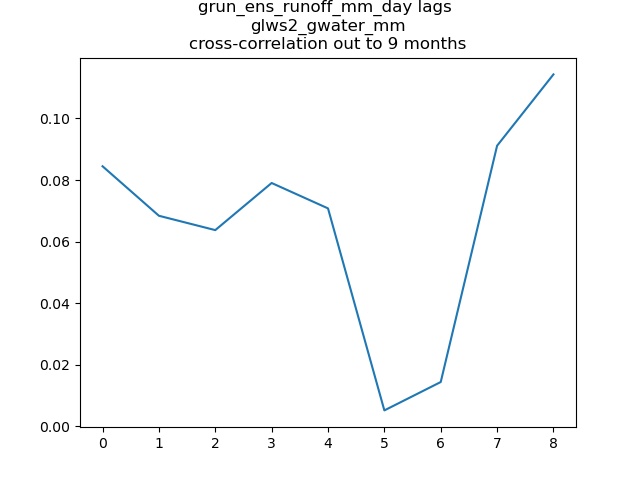 grun_ens_runoff_mm_day lags
glws2_gwater_mm
cross-correlation out to 9 months
0.10
0.08
0.06
0.04
0.02
0.00
0 1 2 3 4 5 6 7 8